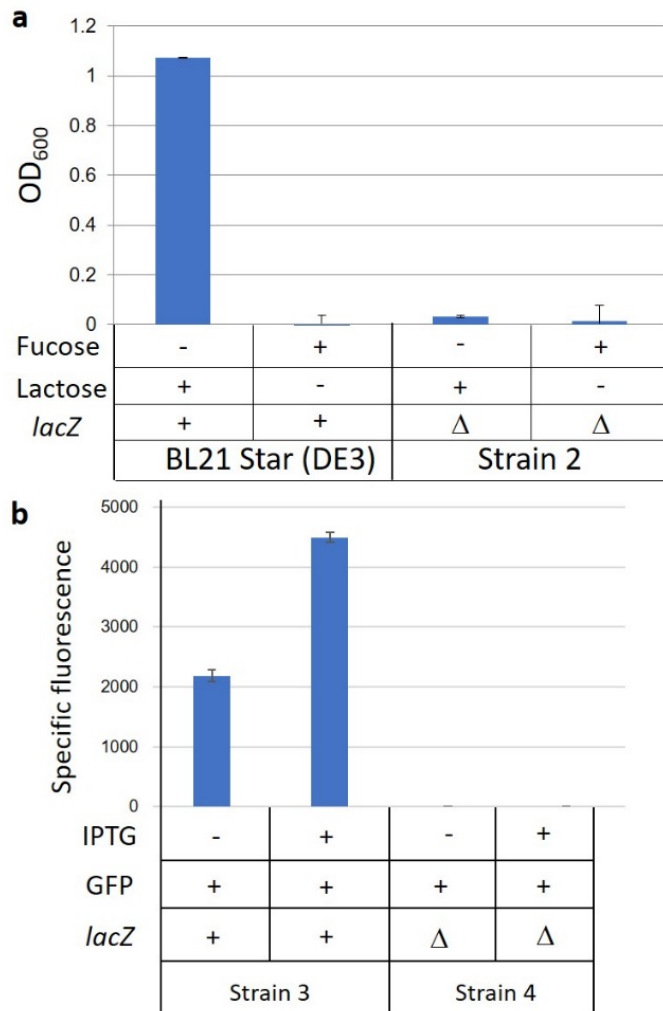 a
1.2
1
0.8
0.6
0.4
0.2
0
OD600
Fucose - + - +
Lactose + - + -
lacZ + + Δ Δ
BL21 Star (DE3) Strain 2
b
5000
4000
3000
2000
1000
0
Specific fluorescence
IPTG - + - +
GFP + + + +
lacZ + + Δ Δ
Strain 3 Strain 4